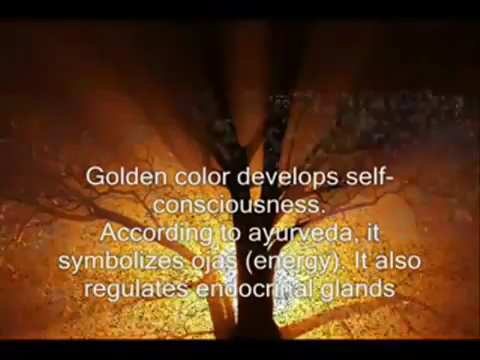 Golden color develops self-
consciousness.
According to ayurveda, it
symbolizes ojas (energy). It also
regulates endocrinal glands